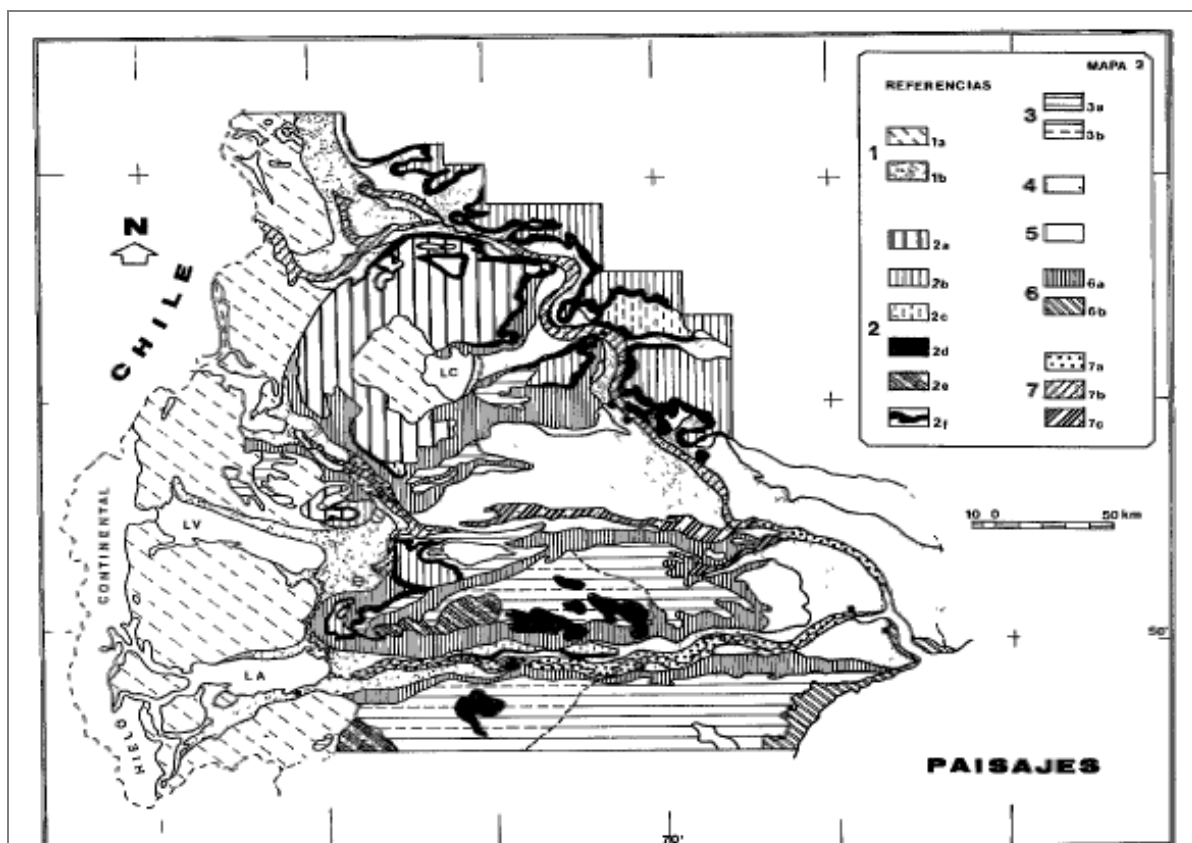 MAPA 2
REFERENCIAS
1
1a
1b
2
2a
2b
2c
2d
2e
2f
3
3a
3b
4
5
6
6a
6b
7
7a
7b
7c
N
CHILE
LC
CONTINENTAL
HIELO
LV
LA
10 0 50 km
50°
70°
PAISAJES